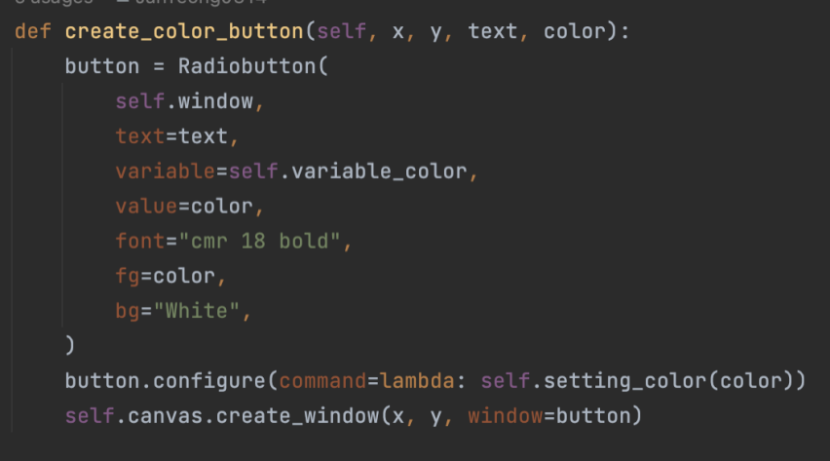 def create_color_button(self, x, y, text, color):
    button = Radiobutton(
        self.window,
        text=text,
        variable=self.variable_color,
        value=color,
        font="cmr 18 bold",
        fg=color,
        bg="White",
    )
    button.configure(command=lambda: self.setting_color(color))
    self.canvas.create_window(x, y, window=button)